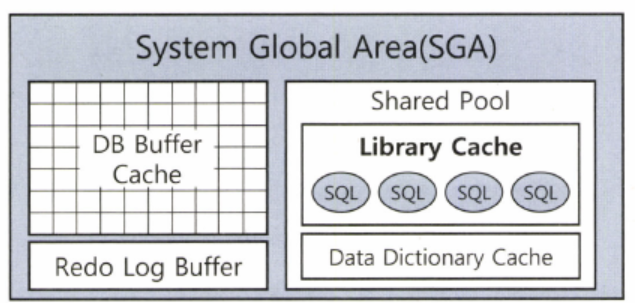 System Global Area(SGA)
DB Buffer
Cache
Redo Log Buffer
Shared Pool
Library Cache
SQL SQL SQL SQL
Data Dictionary Cache